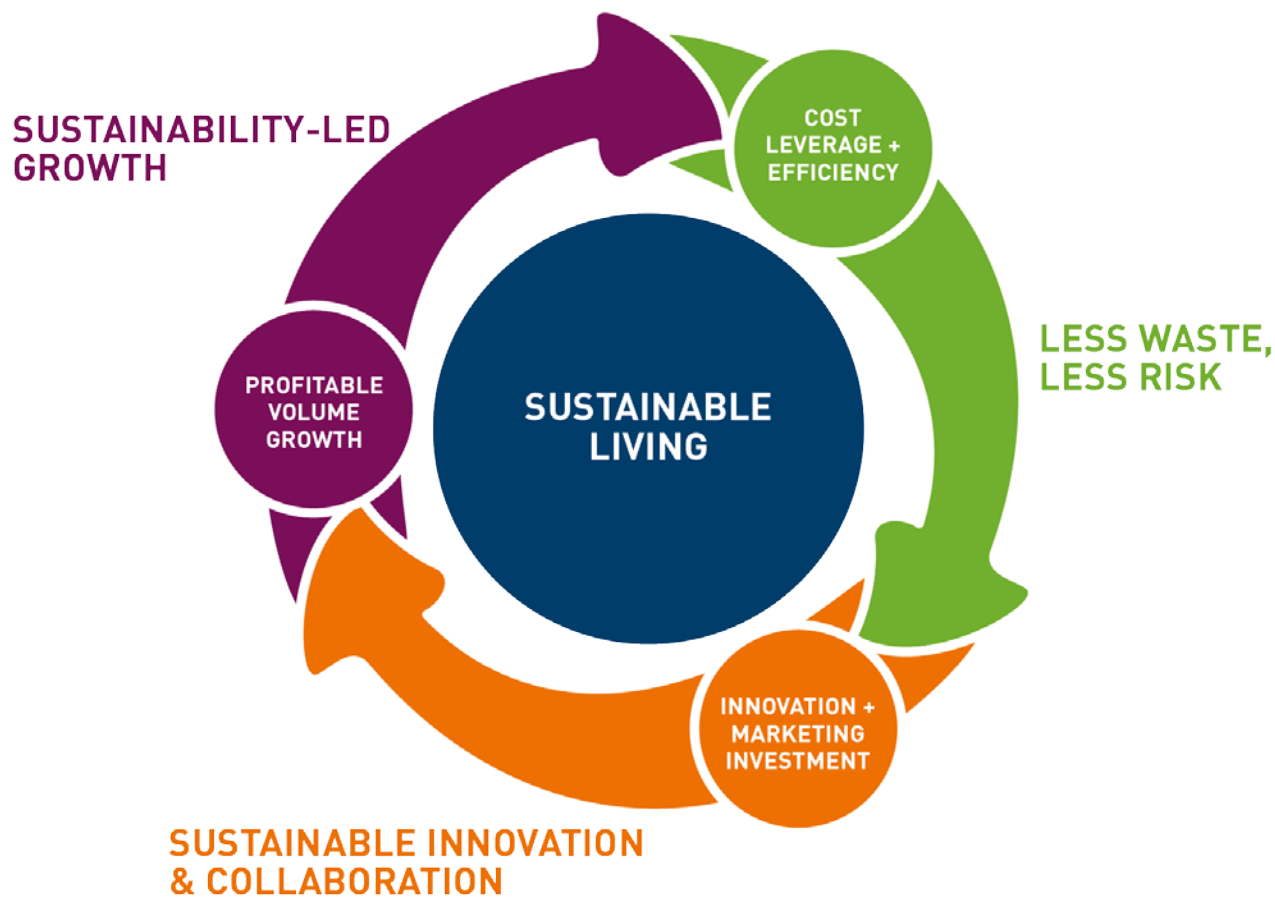 SUSTAINABILITY-LED
GROWTH
COST
LEVERAGE +
EFFICIENCY
LESS WASTE,
LESS RISK
PROFITABLE
VOLUME
GROWTH
SUSTAINABLE
LIVING
INNOVATION +
MARKETING
INVESTMENT
SUSTAINABLE INNOVATION
& COLLABORATION